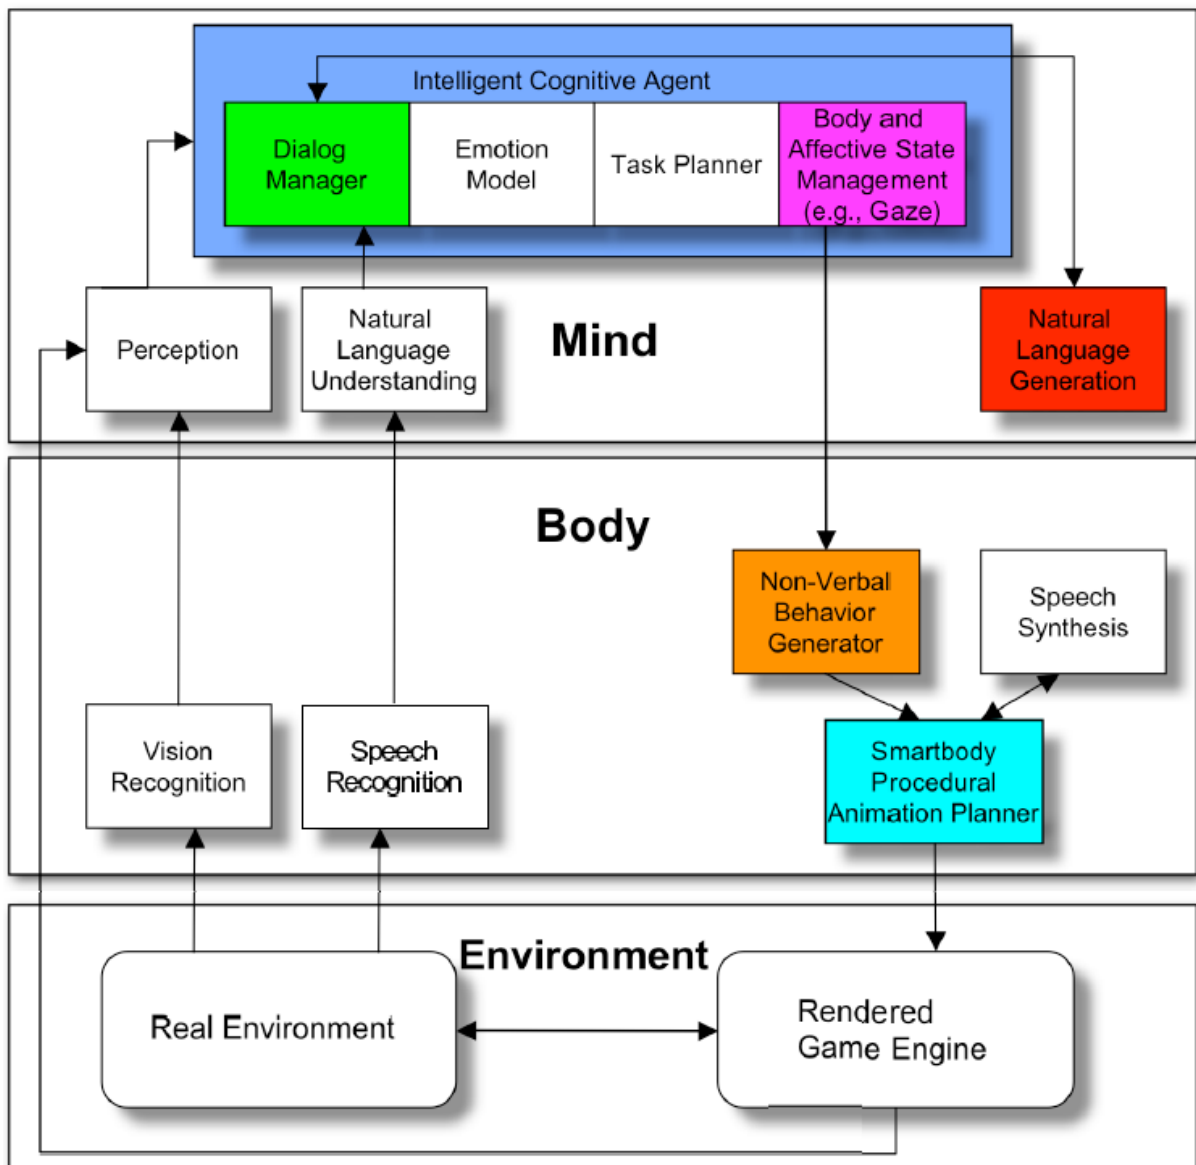 Intelligent Cognitive Agent
Dialog
Manager
Emotion
Model
Task Planner
Body and
Affective State
Management
(e.g., Gaze)
Perception
Natural
Language
Understanding
Mind
Natural
Language
Generation
Body
Non-Verbal
Behavior
Generator
Speech
Synthesis
Vision
Recognition
Speech
Recognition
Smartbody
Procedural
Animation Planner
Environment
Real Environment
Rendered
Game Engine